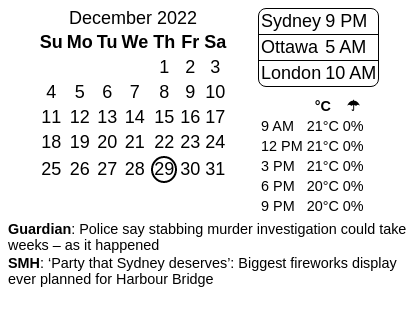 December 2022
Su Mo Tu We Th Fr Sa
1 2 3
4 5 6 7 8 9 10
11 12 13 14 15 16 17
18 19 20 21 22 23 24
25 26 27 28 29 30 31
Sydney 9 PM
Ottawa 5 AM
London 10 AM
°C ☂
9 AM 21°C 0%
12 PM 21°C 0%
3 PM 21°C 0%
6 PM 20°C 0%
9 PM 20°C 0%
Guardian: Police say stabbing murder investigation could take
weeks – as it happened
SMH: ‘Party that Sydney deserves’: Biggest fireworks display
ever planned for Harbour Bridge